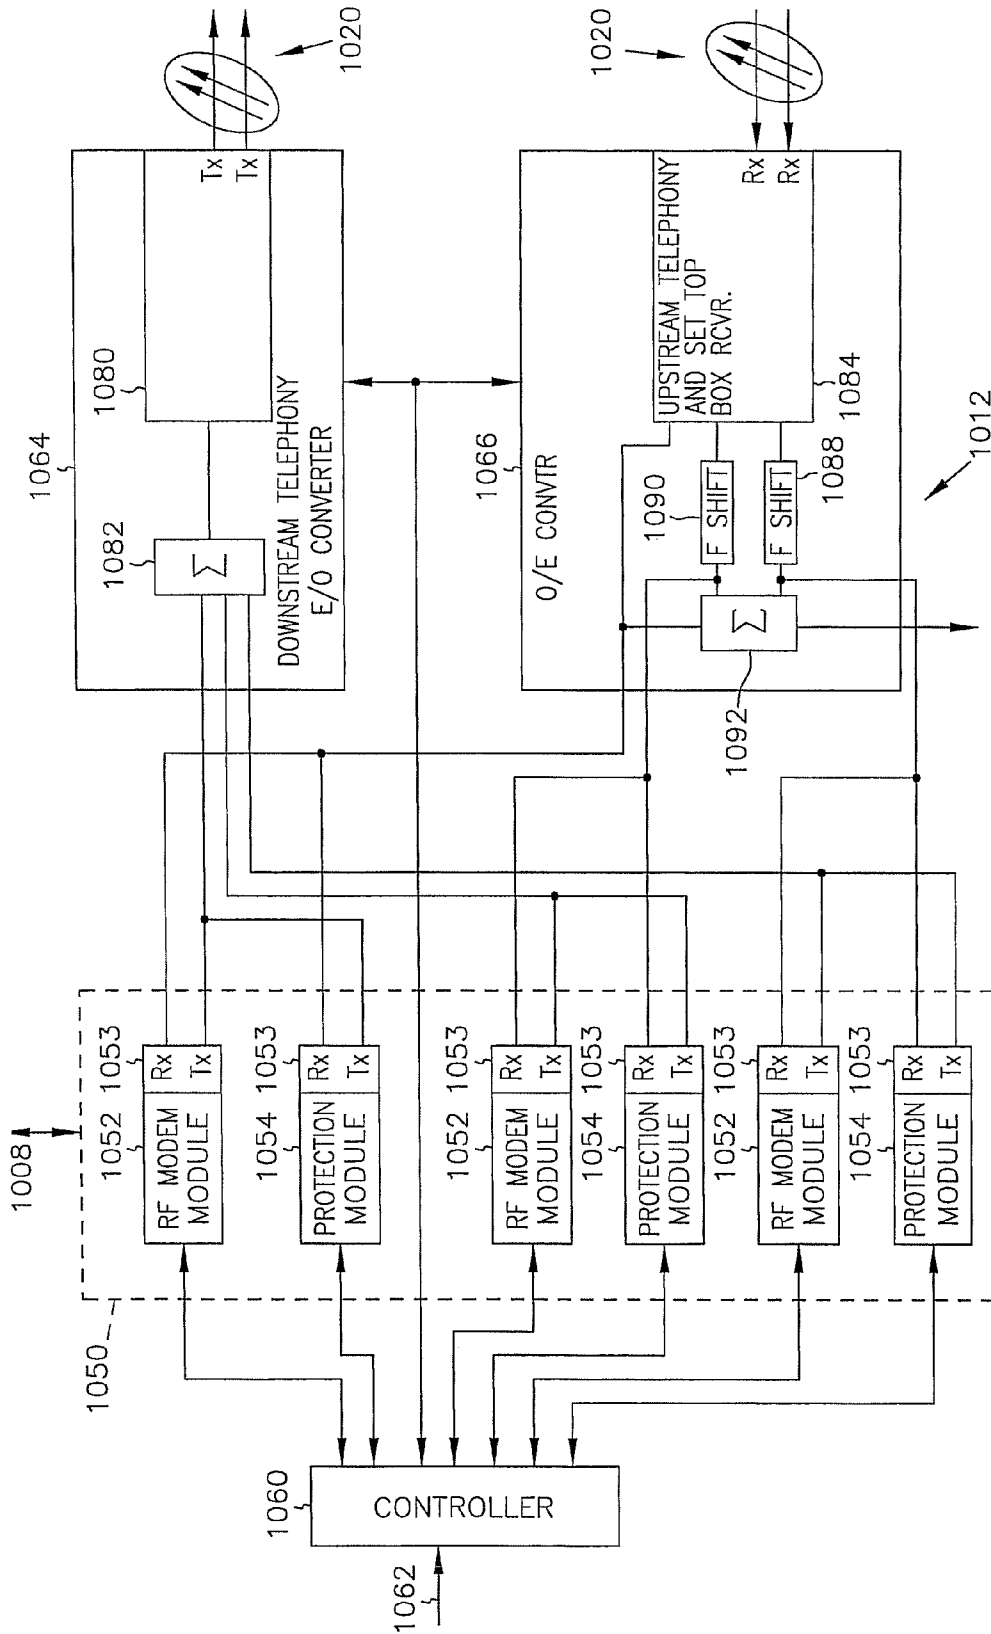 1020
Tx
Tx
1064
1080
1082
Σ
DOWNSTREAM TELEPHONY
E/O CONVERTER
1020
1066
O/E CONVTR
UPSTREAM TELEPHONY
AND SET TOP
BOX RCVR.
Rx
Rx
1084
1090
F SHIFT
F SHIFT
1088
Σ
1092
1012
1008
1050
1052
1053
RF MODEM
MODULE
Rx
Tx
1054
1053
PROTECTION
MODULE
Rx
Tx
1052
1053
RF MODEM
MODULE
Rx
Tx
1054
1053
PROTECTION
MODULE
Rx
Tx
1052
1053
RF MODEM
MODULE
Rx
Tx
1054
1053
PROTECTION
MODULE
Rx
Tx
1060
CONTROLLER
1062